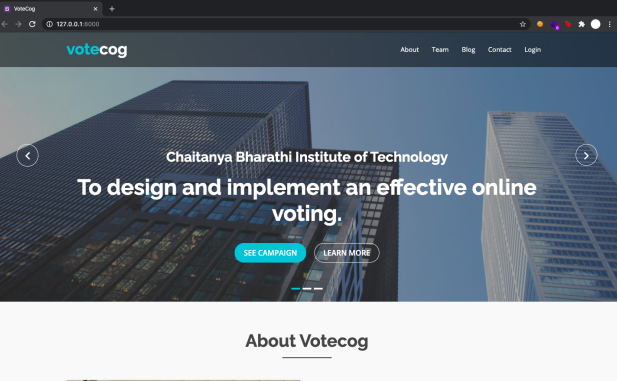 VoteCog
127.0.0.1:8000
votecog
About Team Blog Contact Login
Chaitanya Bharathi Institute of Technology
To design and implement an effective online
voting.
SEE CAMPAIGN LEARN MORE
About Votecog